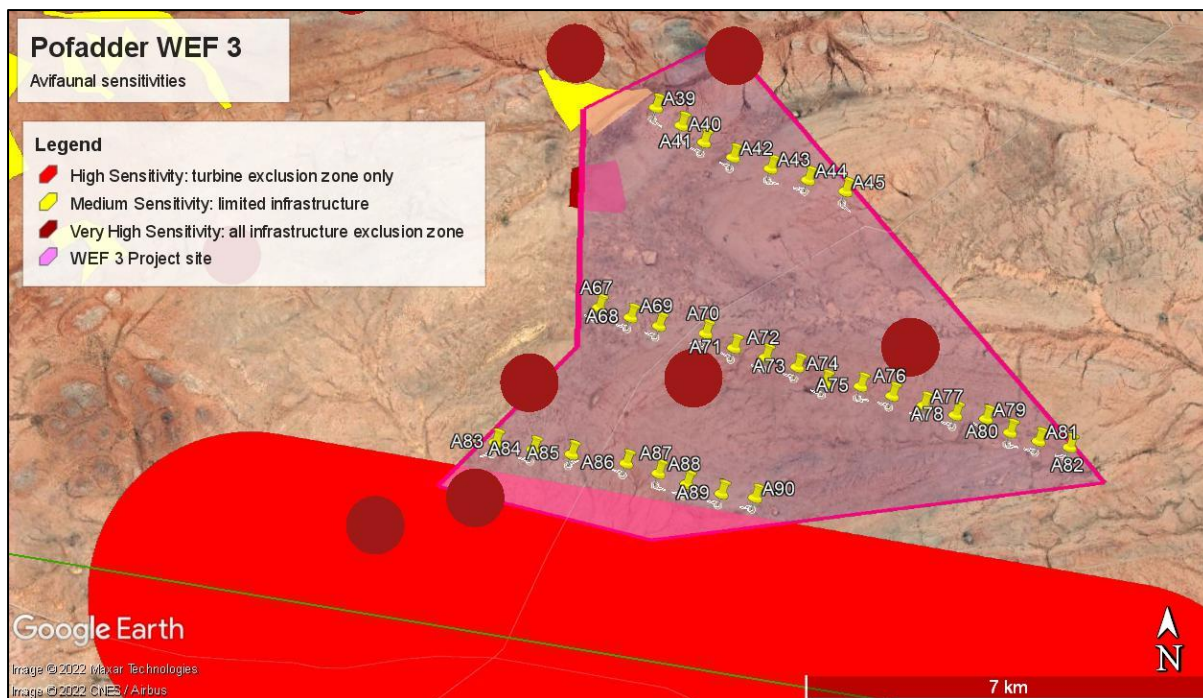 Pofadder WEF 3
Avifaunal sensitivities
Legend
High Sensitivity: turbine exclusion zone only
Medium Sensitivity: limited infrastructure
Very High Sensitivity: all infrastructure exclusion zone
WEF 3 Project site
A39
A40
A41
A42
A43
A44
A45
A67
A68
A69
A70
A71
A72
A73
A74
A75
A76
A77
A78
A79
A80
A81
A82
A83
A84
A85
A86
A87
A88
A89
A90
Google Earth
Image © 2022 Maxar Technologies
Image © 2022 CNES / Airbus
N
7 km